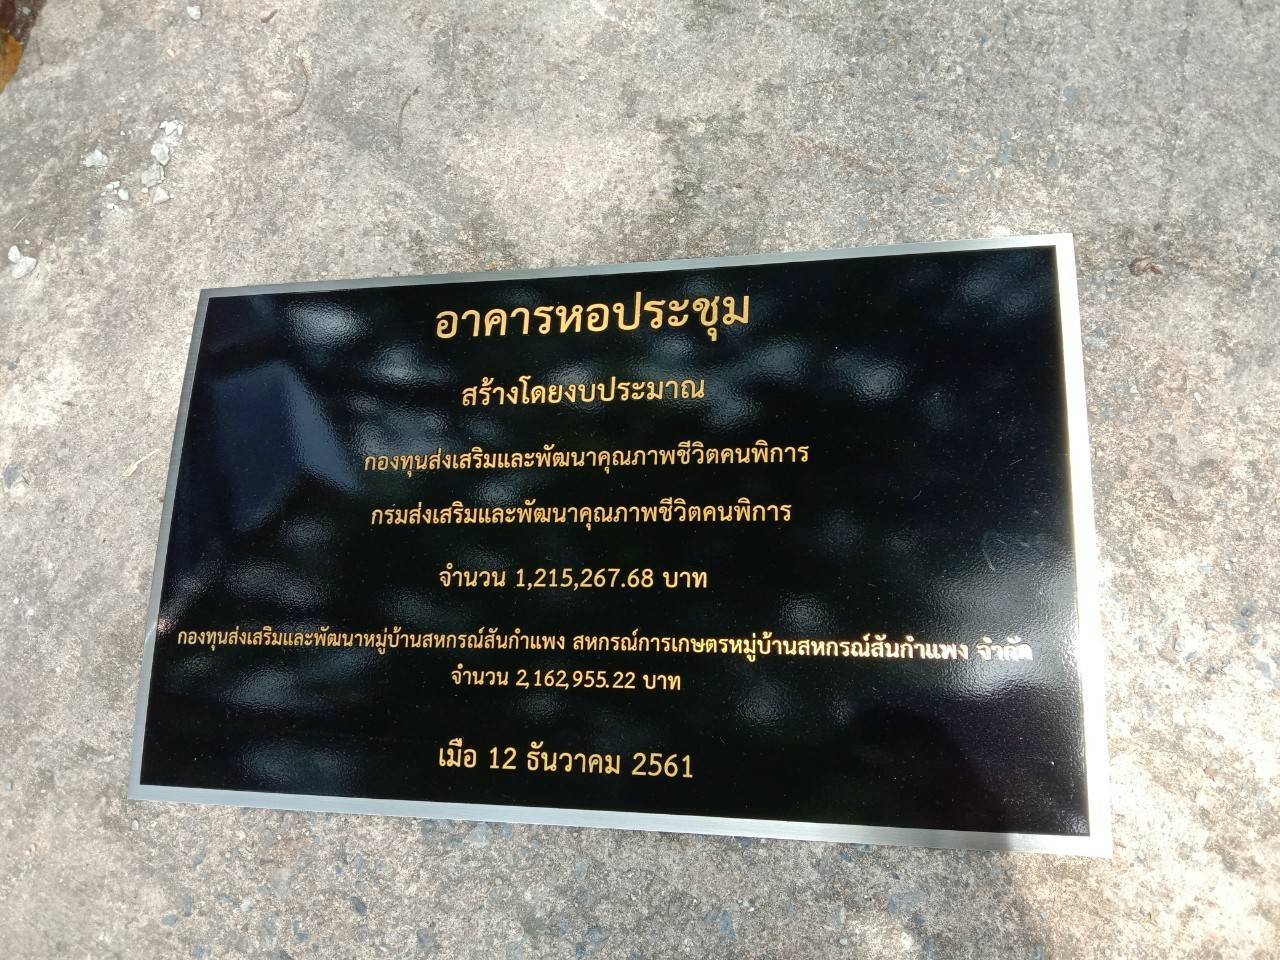 อาคารหอประชุม
สร้างโดยงบประมาณ
กองทุนส่งเสริมและพัฒนาคุณภาพชีวิตคนพิการ
กรมส่งเสริมและพัฒนาคุณภาพชีวิตคนพิการ
จำนวน 1,215,267.68 บาท
กองทุนส่งเสริมและพัฒนาหมู่บ้านสหกรณ์สันกำแพง สหกรณ์การเกษตรหมู่บ้านสหกรณ์สันกำแพง จำกัด
จำนวน 2,162,955.22 บาท
เมื่อ 12 ธันวาคม 2561